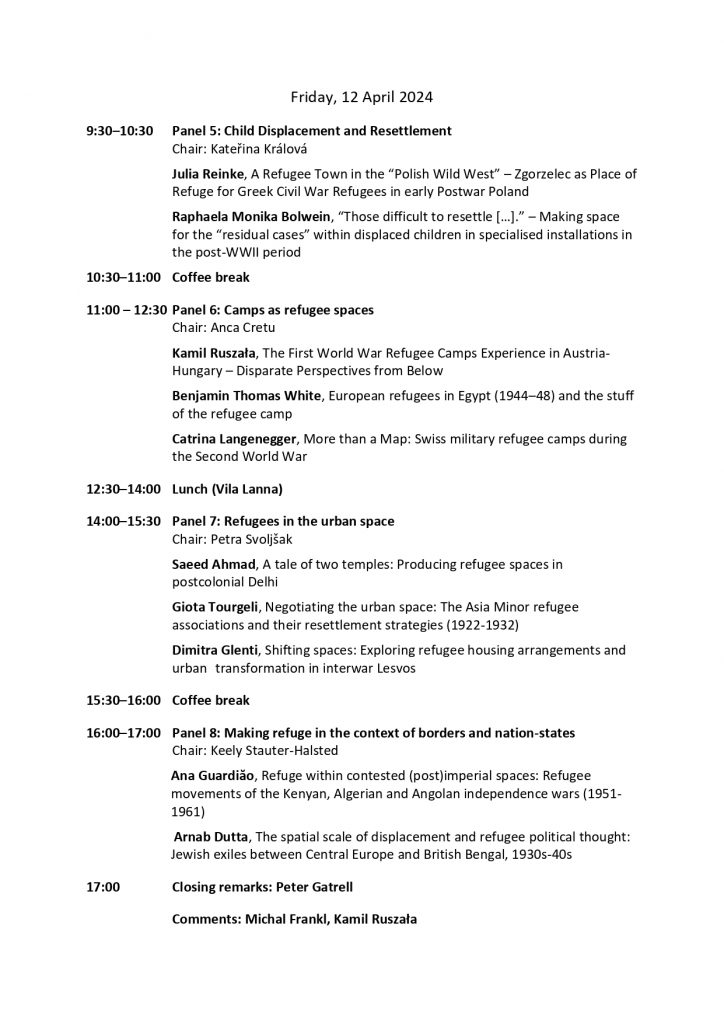 Friday, 12 April 2024
9:30–10:30 Panel 5: Child Displacement and Resettlement
Chair: Kateřina Králová
Julia Reinke, A Refugee Town in the “Polish Wild West” – Zgorzelec as Place of
Refuge for Greek Civil War Refugees in early Postwar Poland
Raphaela Monika Bolwein, “Those difficult to resettle […].” – Making space
for the “residual cases” within displaced children in specialised installations in
the post-WWII period
10:30–11:00 Coffee break
11:00 – 12:30 Panel 6: Camps as refugee spaces
Chair: Anca Cretu
Kamil Ruszała, The First World War Refugee Camps Experience in Austria-
Hungary – Disparate Perspectives from Below
Benjamin Thomas White, European refugees in Egypt (1944–48) and the stuff
of the refugee camp
Catrina Langenegger, More than a Map: Swiss military refugee camps during
the Second World War
12:30–14:00 Lunch (Vila Lanna)
14:00–15:30 Panel 7: Refugees in the urban space
Chair: Petra Svoljšak
Saeed Ahmad, A tale of two temples: Producing refugee spaces in
postcolonial Delhi
Giota Tourgeli, Negotiating the urban space: The Asia Minor refugee
associations and their resettlement strategies (1922-1932)
Dimitra Glenti, Shifting spaces: Exploring refugee housing arrangements and
urban transformation in interwar Lesvos
15:30–16:00 Coffee break
16:00–17:00 Panel 8: Making refuge in the context of borders and nation-states
Chair: Keely Stauter-Halsted
Ana Guardião, Refuge within contested (post)imperial spaces: Refugee
movements of the Kenyan, Algerian and Angolan independence wars (1951-
1961)
Arnab Dutta, The spatial scale of displacement and refugee political thought:
Jewish exiles between Central Europe and British Bengal, 1930s-40s
17:00 Closing remarks: Peter Gatrell
Comments: Michal Frankl, Kamil Ruszała